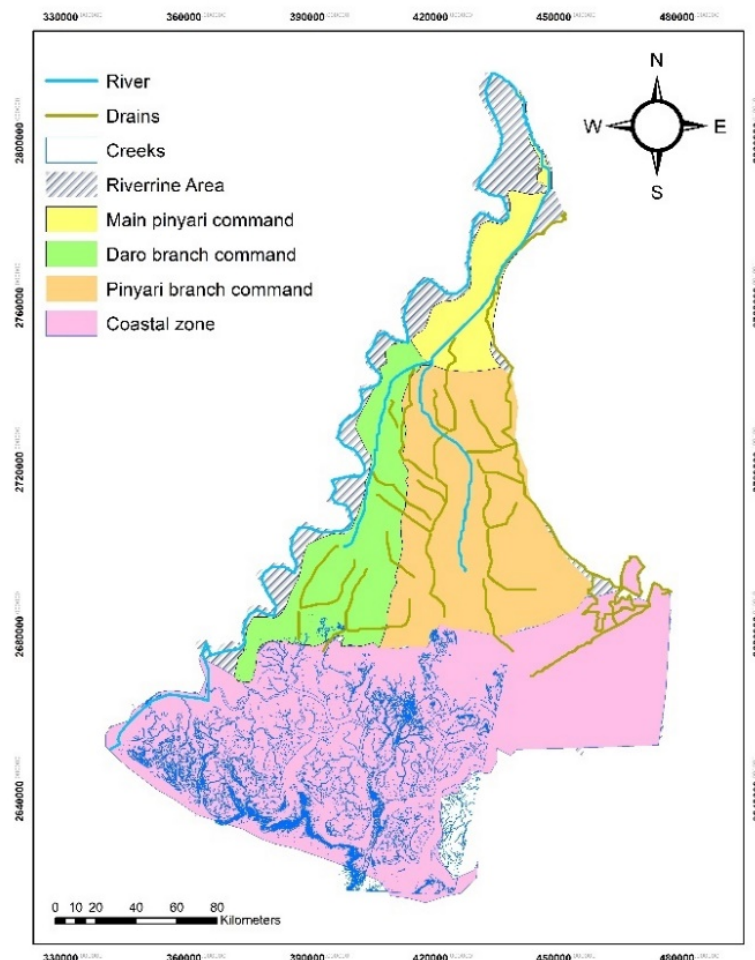 330000 360000 390000 420000 450000 480000
N
W E
S
River
Drains
Creeks
Riverrine Area
Main pinyari command
Daro branch command
Pinyari branch command
Coastal zone
2800000
2760000
2720000
2680000
2640000
0 10 20 40 60 80
Kilometers
330000 360000 390000 420000 450000 480000